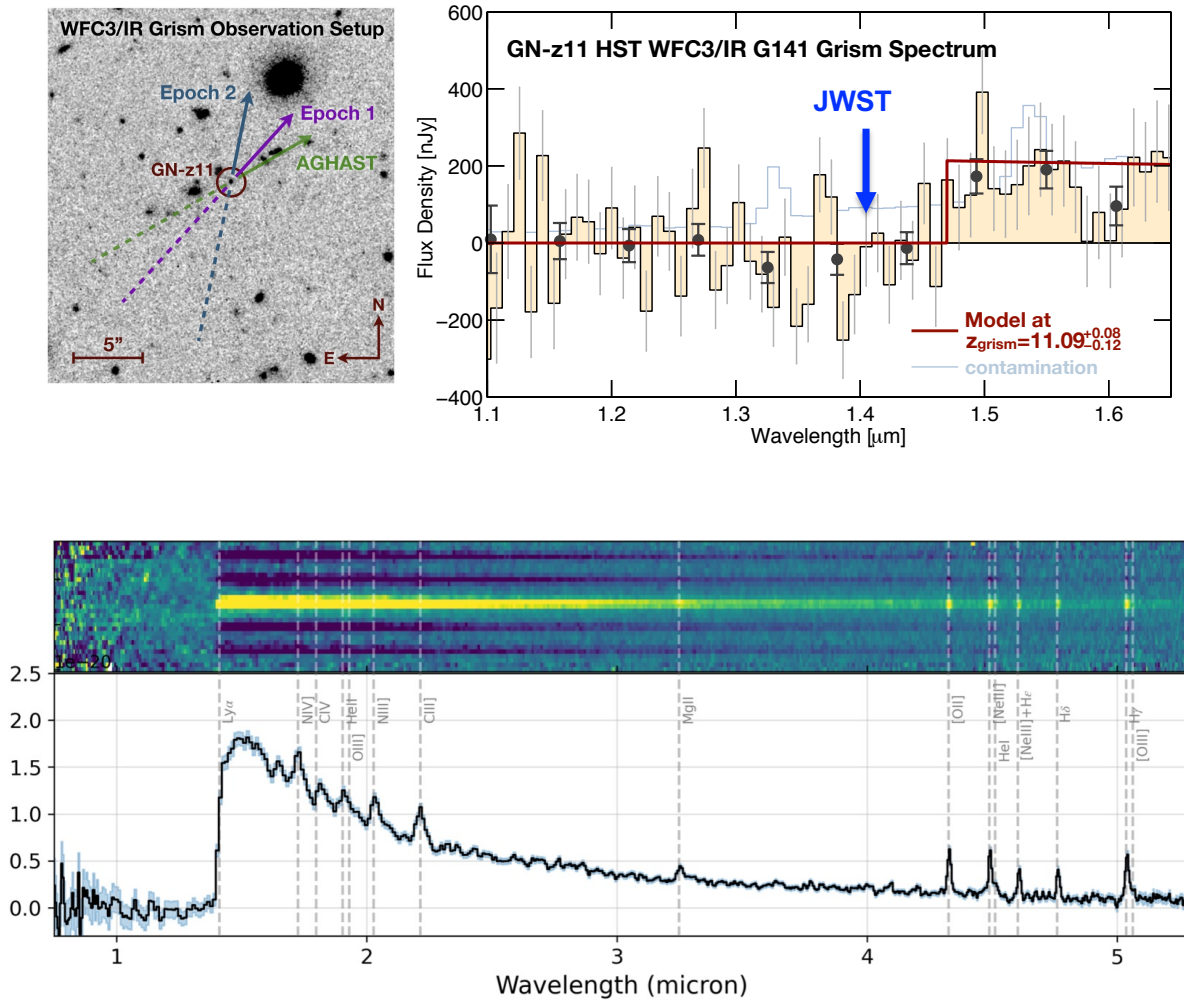 WFC3/IR Grism Observation Setup
Epoch 2
Epoch 1
GN-z11
AGHAST
N
5”
E
GN-z11 HST WFC3/IR G141 Grism Spectrum
JWST
Model at
z_grism=11.09^{+0.08}_{−0.12}
contamination
600
400
200
0
−200
−400
Flux Density [nJy]
1.1 1.2 1.3 1.4 1.5 1.6
Wavelength [μm]
1e−20
2.5
2.0
1.5
1.0
0.5
0.0
Lyα
NIV]
CIV
HeII
OIII]
NIII]
CIII]
MgII
[OII]
[NeIII]
HeI
[NeIII]+Hε
Hδ
Hγ
[OIII]
1 2 3 4 5
Wavelength (micron)